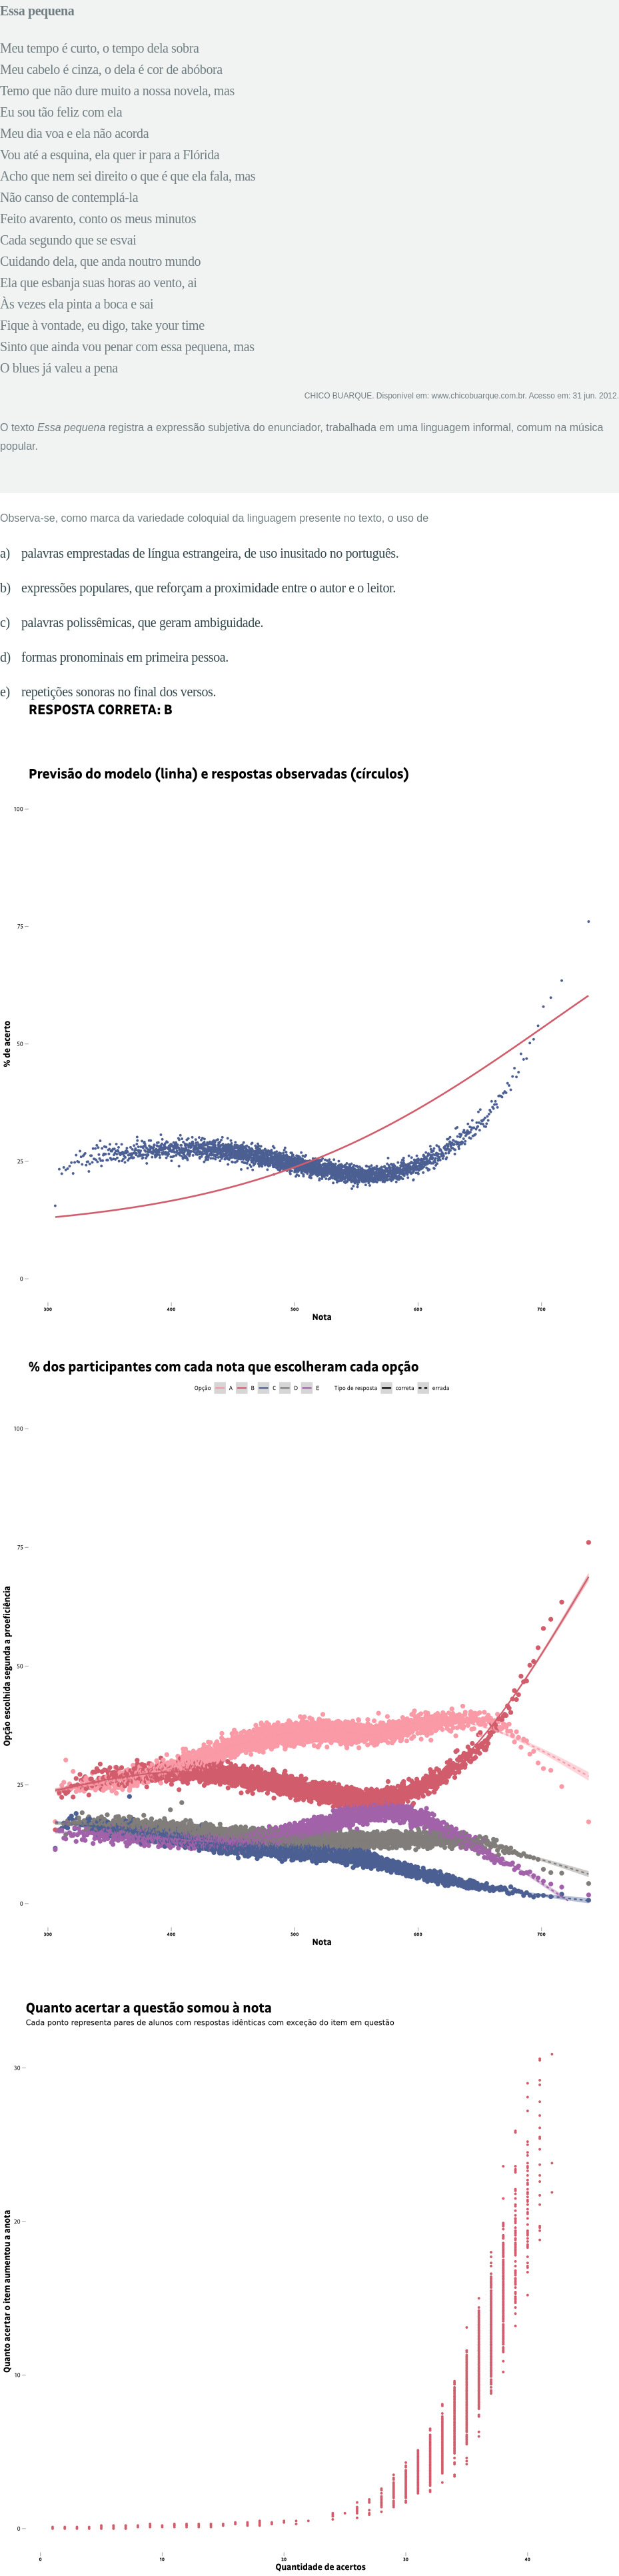 Essa pequena
Meu tempo é curto, o tempo dela sobra
Meu cabelo é cinza, o dela é cor de abóbora
Temo que não dure muito a nossa novela, mas
Eu sou tão feliz com ela
Meu dia voa e ela não acorda
Vou até a esquina, ela quer ir para a Flórida
Acho que nem sei direito o que é que ela fala, mas
Não canso de contemplá-la
Feito avarento, conto os meus minutos
Cada segundo que se esvai
Cuidando dela, que anda noutro mundo
Ela que esbanja suas horas ao vento, ai
Às vezes ela pinta a boca e sai
Fique à vontade, eu digo, take your time
Sinto que ainda vou penar com essa pequena, mas
O blues já valeu a pena
CHICO BUARQUE. Disponível em: www.chicobuarque.com.br. Acesso em: 31 jun. 2012.
O texto Essa pequena registra a expressão subjetiva do enunciador, trabalhada em uma linguagem informal, comum na música
popular.
Observa-se, como marca da variedade coloquial da linguagem presente no texto, o uso de
a) palavras emprestadas de língua estrangeira, de uso inusitado no português.
b) expressões populares, que reforçam a proximidade entre o autor e o leitor.
c) palavras polissêmicas, que geram ambiguidade.
d) formas pronominais em primeira pessoa.
e) repetições sonoras no final dos versos.
RESPOSTA CORRETA: B
Previsão do modelo (linha) e respostas observadas (círculos)
100
75
50
25
0
% de acerto
300 400 500 600 700
Nota
% dos participantes com cada nota que escolheram cada opção
Opção A B C D E Tipo de resposta correta errada
100
75
50
25
0
Opção escolhida segunda a proeficiência
300 400 500 600 700
Nota
Quanto acertar a questão somou à nota
Cada ponto representa pares de alunos com respostas idênticas com exceção do item em questão
30
20
10
0
Quanto acertar o item aumentou a anota
0 10 20 30 40
Quantidade de acertos